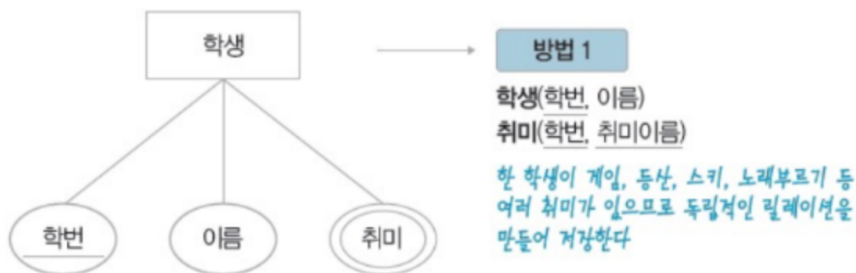 학생
방법 1
학생(학번, 이름)
취미(학번, 취미이름)
한 학생이 게임, 등산, 스키, 노래부르기 등
여러 취미가 있으므로 독립적인 릴레이션을
만들어 저장한다
학번
이름
취미